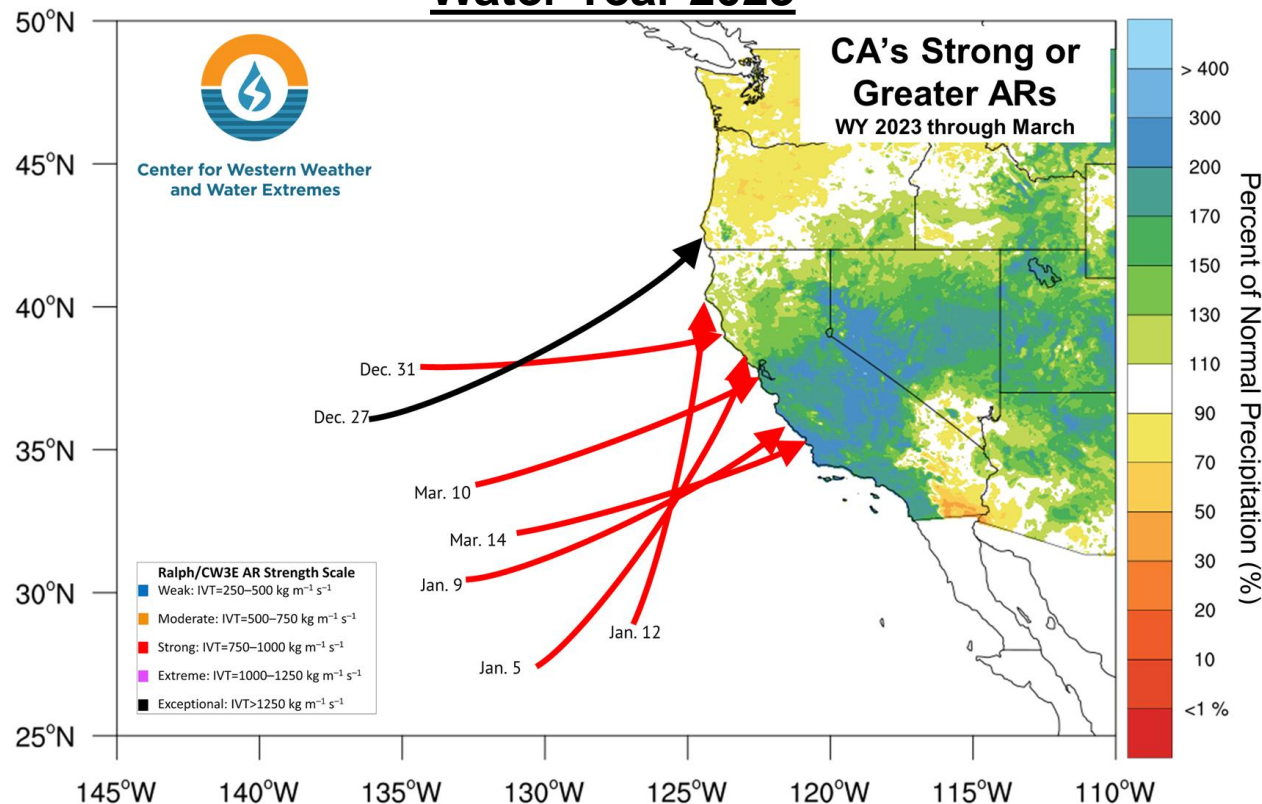 Water Year 2023
50°N
45°N
40°N
35°N
30°N
25°N
145°W
140°W
135°W
130°W
125°W
120°W
115°W
110°W
Center for Western Weather
and Water Extremes
CA's Strong or
Greater ARs
WY 2023 through March
Dec. 31
Dec. 27
Mar. 10
Mar. 14
Jan. 9
Jan. 12
Jan. 5
Ralph/CW3E AR Strength Scale
Weak: IVT=250–500 kg m⁻¹ s⁻¹
Moderate: IVT=500–750 kg m⁻¹ s⁻¹
Strong: IVT=750–1000 kg m⁻¹ s⁻¹
Extreme: IVT=1000–1250 kg m⁻¹ s⁻¹
Exceptional: IVT>1250 kg m⁻¹ s⁻¹
> 400
300
200
170
150
130
110
90
70
50
30
20
10
<1 %
Percent of Normal Precipitation (%)